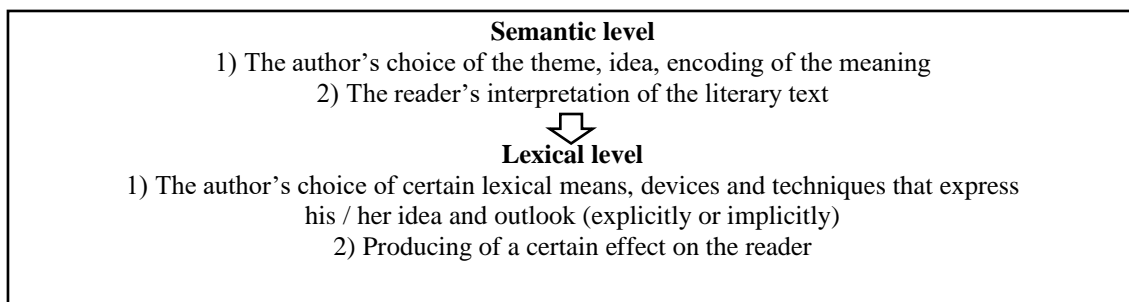 Semantic level
1) The author’s choice of the theme, idea, encoding of the meaning
2) The reader’s interpretation of the literary text
Lexical level
1) The author’s choice of certain lexical means, devices and techniques that express
his / her idea and outlook (explicitly or implicitly)
2) Producing of a certain effect on the reader